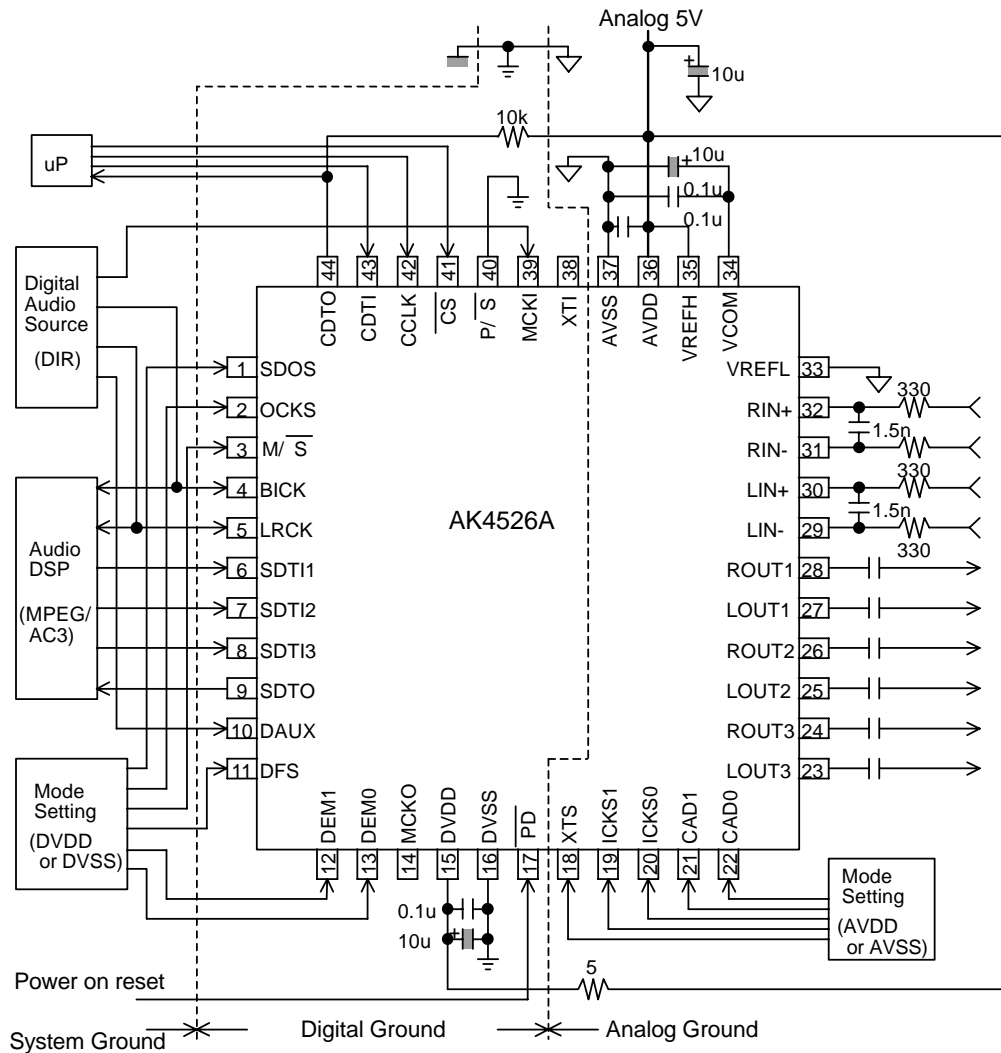 Analog 5V
+
10u
10k
10u
+
0.1u
0.1u
uP
44 43 42 41 40 39 38 37 36 35 34
CDTO CDTI CCLK CS P/ S MCKI XTI AVSS AVDD VREFH VCOM
Digital
Audio
Source
(DIR)
1 SDOS
2 OCKS
3 M/ S
4 BICK
5 LRCK
6 SDTI1
7 SDTI2
8 SDTI3
9 SDTO
10 DAUX
11 DFS
AK4526A
VREFL 33
RIN+ 32
RIN- 31
LIN+ 30
LIN- 29
ROUT1 28
LOUT1 27
ROUT2 26
LOUT2 25
ROUT3 24
LOUT3 23
330
1.5n
330
1.5n
330
Audio
DSP
(MPEG/
AC3)
Mode
Setting
(DVDD
or DVSS)
DEM1 DEM0 MCKO DVDD DVSS PD XTS ICKS1 ICKS0 CAD1 CAD0
12 13 14 15 16 17 18 19 20 21 22
0.1u
10u
+
Mode
Setting
(AVDD
or AVSS)
5
Power on reset
System Ground
Digital Ground
Analog Ground